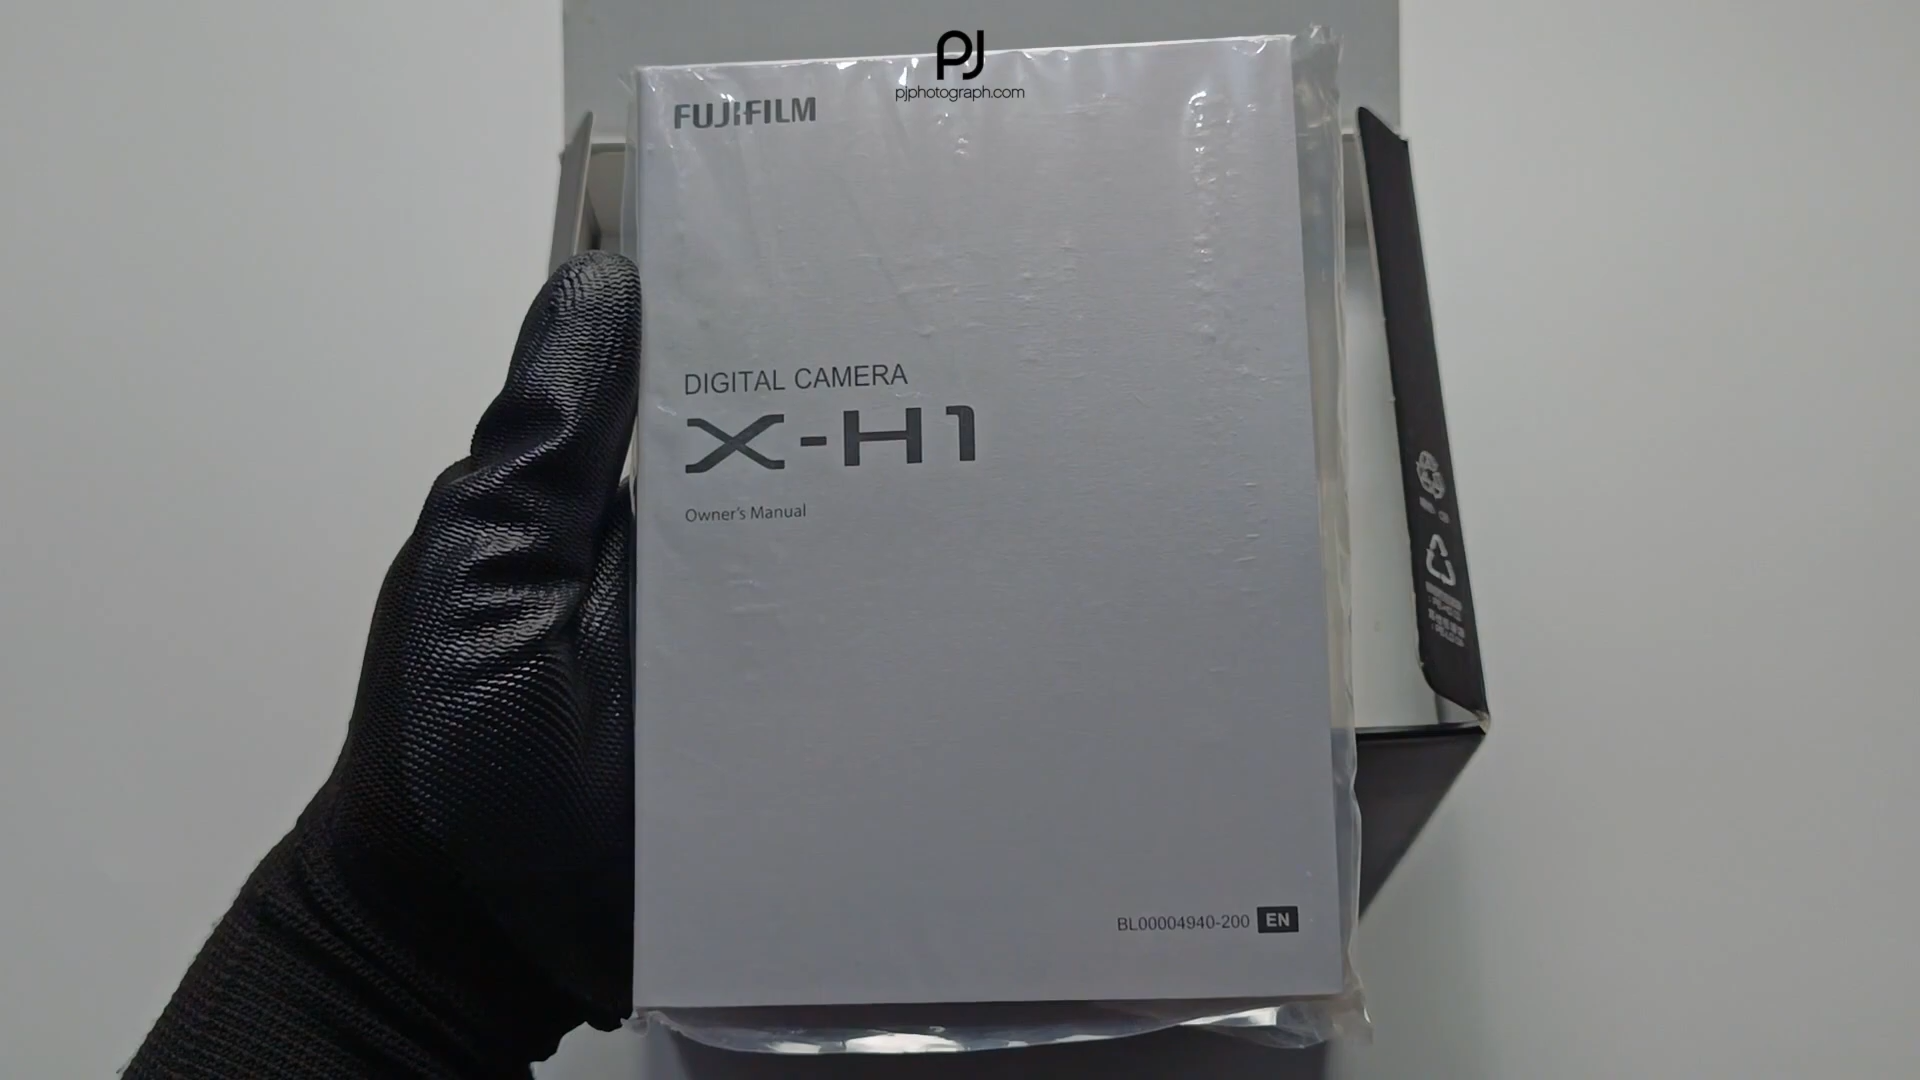 PJ
pjphotograph.com
FUJIFILM
DIGITAL CAMERA
X-H1
Owner's Manual
BL00004940-200 EN